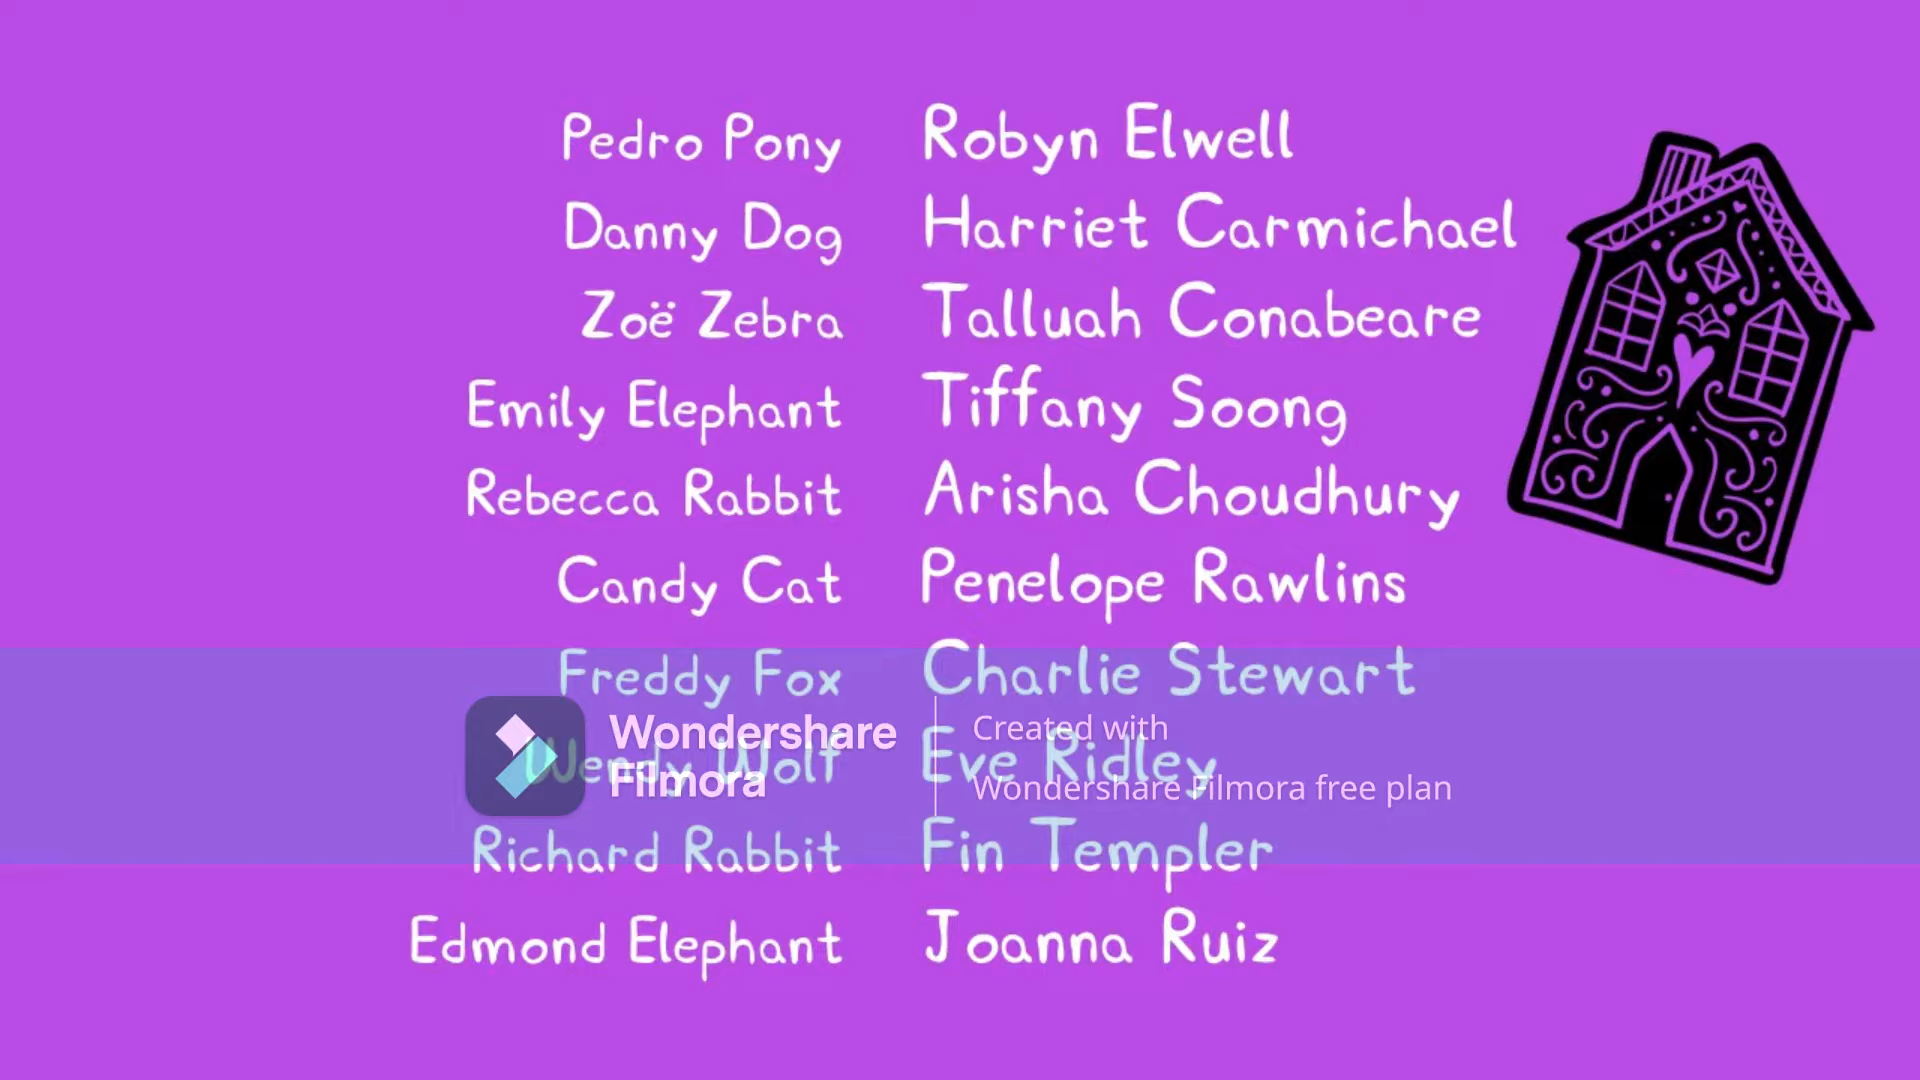 Pedro Pony Robyn Elwell
Danny Dog Harriet Carmichael
Zoë Zebra Talluah Conabeare
Emily Elephant Tiffany Soong
Rebecca Rabbit Arisha Choudhury
Candy Cat Penelope Rawlins
Freddy Fox Charlie Stewart
Wendy Wolf Eve Ridley
Wondershare
Filmora
Created with
Wondershare Filmora free plan
Richard Rabbit Fin Templer
Edmond Elephant Joanna Ruiz